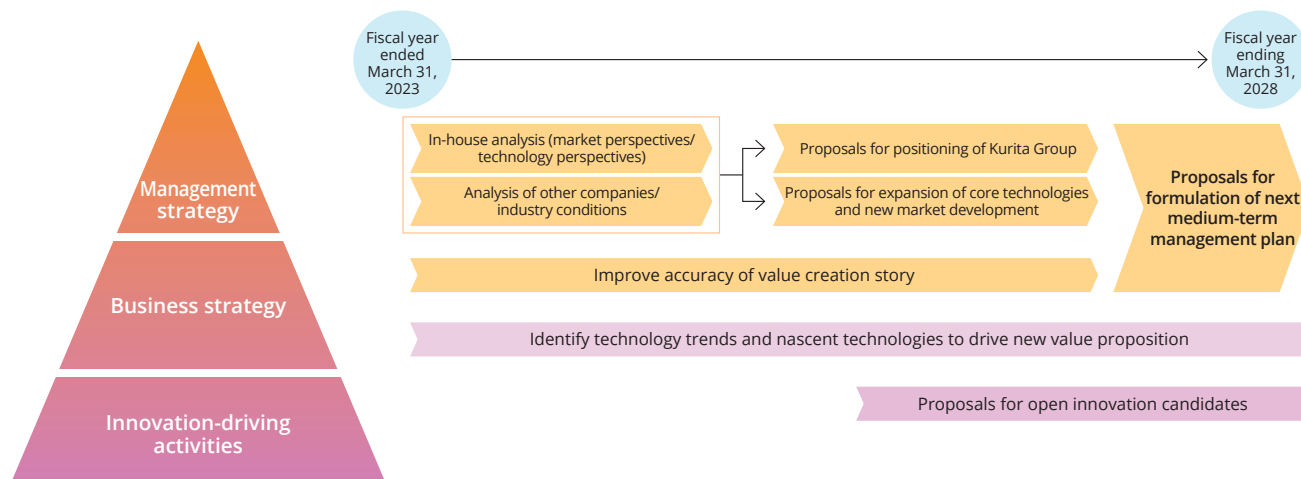 Fiscal year
ended
March 31,
2023
Fiscal year
ending
March 31,
2028
Management
strategy
Business strategy
Innovation-driving
activities
In-house analysis (market perspectives/
technology perspectives)
Analysis of other companies/
industry conditions
Proposals for positioning of Kurita Group
Proposals for expansion of core technologies
and new market development
Proposals for
formulation of next
medium-term
management plan
Improve accuracy of value creation story
Identify technology trends and nascent technologies to drive new value proposition
Proposals for open innovation candidates